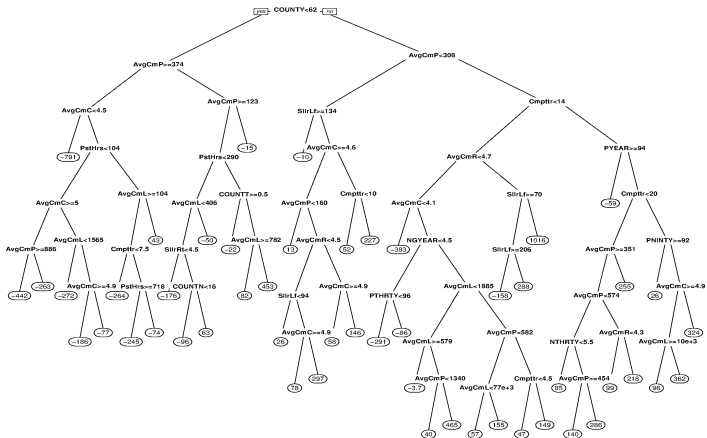 yes COUNTY<62 no
AvgCmP<308
AvgCmP>=374
AvgCmP>=123 Cmpttr<14
AvgCmC<4.5 SllrLf>=134
-15 PostHrs<104 AvgCmC>=4.6 PYEAR>=94
-791 PstHrs<290 -10 AvgCmR<4.7
AvgCmL>=104 COUNTT>=0.5 Cmpttr<10 SllrLf>=70 -59 Cmpttr<20
AvgCmC>=5 AvgCmL<406 AvgCmP<160 AvgCmC<4.1
AvgCmL<1565 43 -50 -22 AvgCmL>=782 13 AvgCmR<4.5 52 227 -383 NGYEAR<4.5 1016 PNINTY>=92
AvgCmP>=886 Cmpttr<7.5 SllrRt<4.5 SllrLf>=206 AvgCmP>=351
-442 -263 -272 AvgCmC>=4.9 -264 PstHrs>=716 -176 COUNTN<16 82 453 SllrLf<94 AvgCmC>=4.9 PTHRTY<96 AvgCmL<1885 -158 288 AvgCmP<574 255 26 AvgCmC>=4.9
-186 -77 -245 -74 -96 63 26 AvgCmC>=4.9 58 146 -291 -86 AvgCmP<582 AvgCmR<4.3 324
AvgCmL>=579 NTHRTY<5.5 AvgCmL>=10e+3
78 297 -3.7 AvgCmP<1340 AvgCmL<77e+3 Cmpttr<4.5 85 AvgCmP>=454 99 218 96 362
40 465 57 155 47 149 140 286